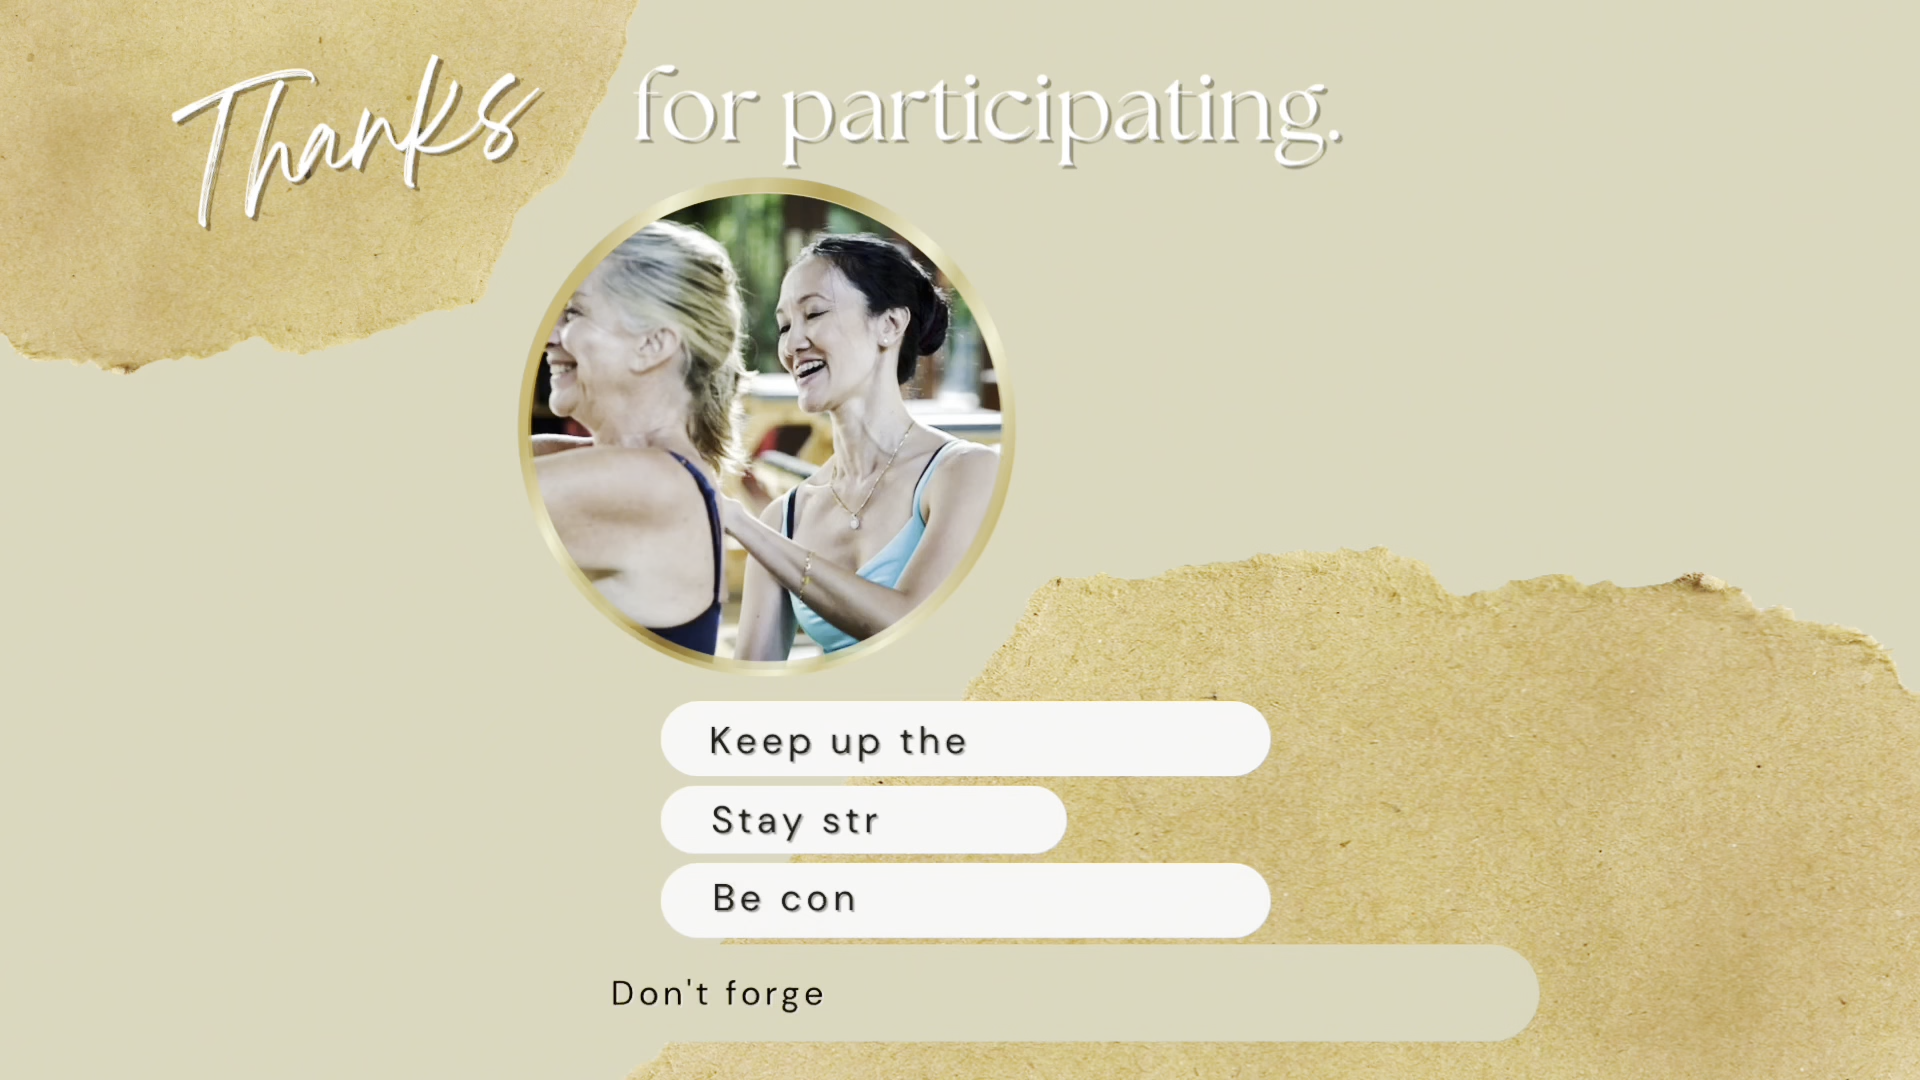 Thanks for participating.
Keep up the
Stay str
Be con
Don't forge